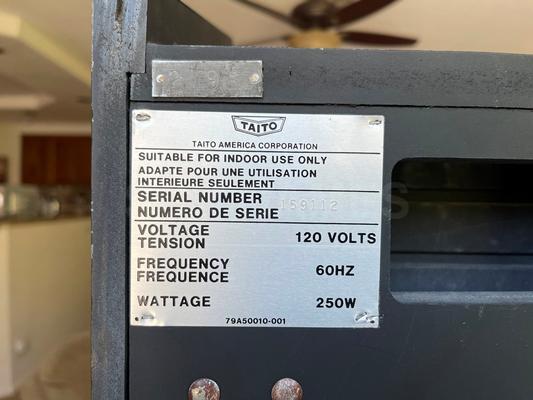 TAITO
TAITO AMERICA CORPORATION
SUITABLE FOR INDOOR USE ONLY
ADAPTE POUR UNE UTILISATION
INTERIEURE SEULEMENT
SERIAL NUMBER
NUMERO DE SERIE 159112
VOLTAGE
TENSION 120 VOLTS
FREQUENCY
FREQUENCE 60HZ
WATTAGE 250W
79A50010-001